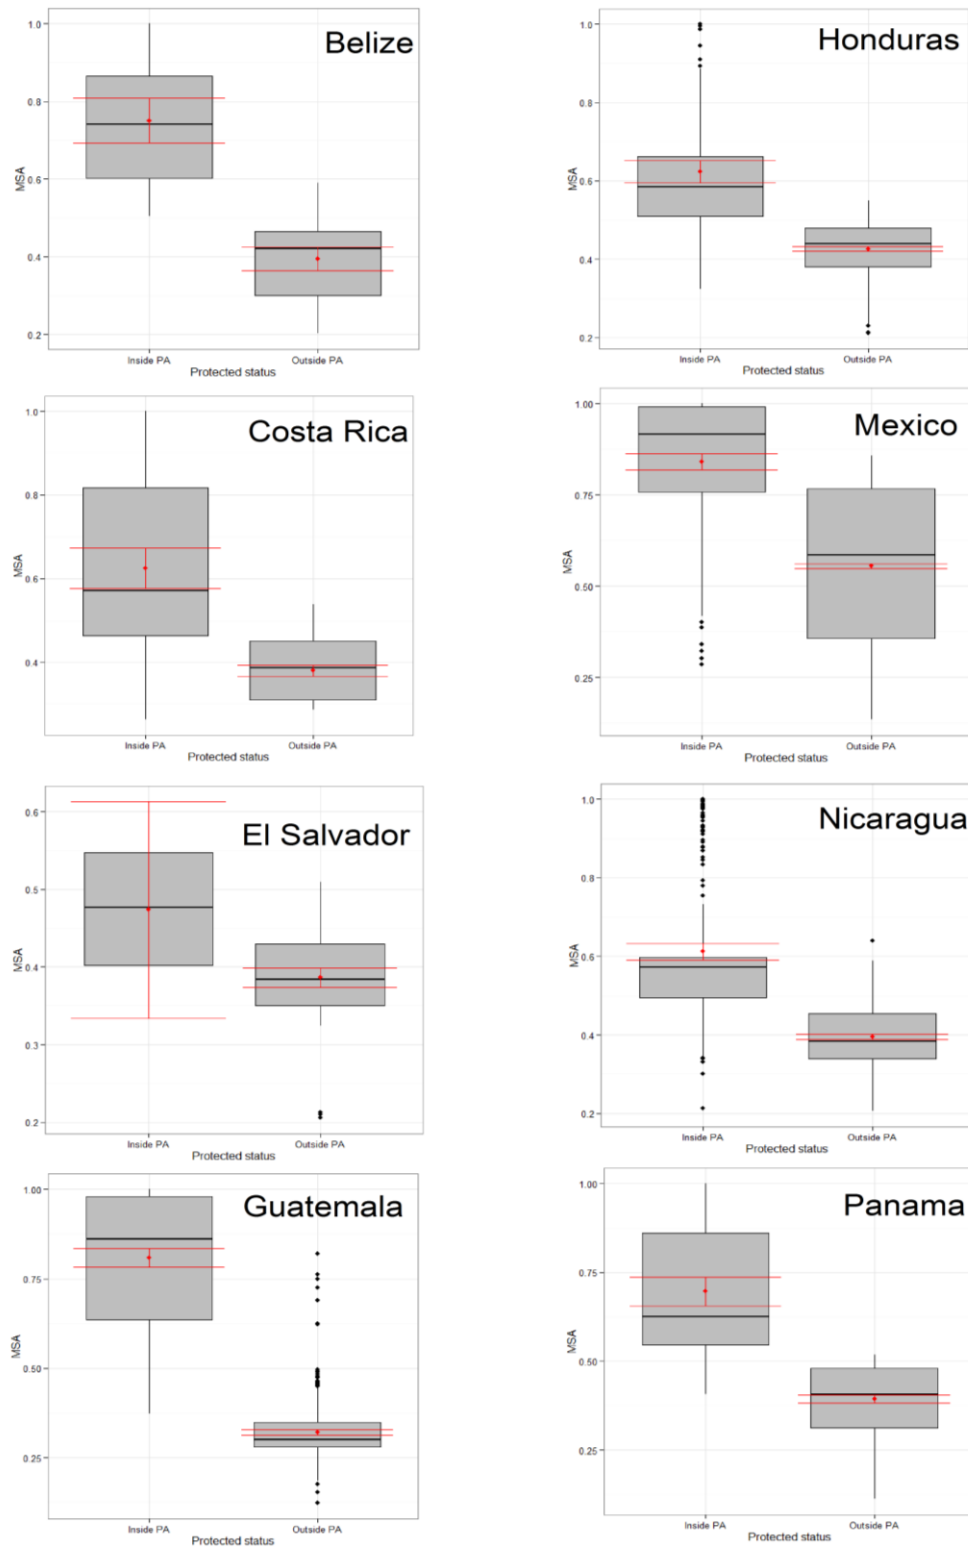 Belize
1.0
0.8
0.6
0.4
0.2
MSA
Inside PA
Outside PA
Protected status
Honduras
1.0
0.8
0.6
0.4
0.2
MSA
Inside PA
Outside PA
Protected status
Costa Rica
1.0
0.8
0.6
0.4
MSA
Inside PA
Outside PA
Protected status
Mexico
1.00
0.75
0.50
0.25
MSA
Inside PA
Outside PA
Protected status
El Salvador
0.6
0.5
0.4
0.3
0.2
MSA
Inside PA
Outside PA
Protected status
Nicaragua
1.0
0.8
0.6
0.4
0.2
MSA
Inside PA
Outside PA
Protected status
Guatemala
1.00
0.75
0.50
0.25
MSA
Inside PA
Outside PA
Protected status
Panama
1.00
0.75
0.50
0.25
MSA
Inside PA
Outside PA
Protected status